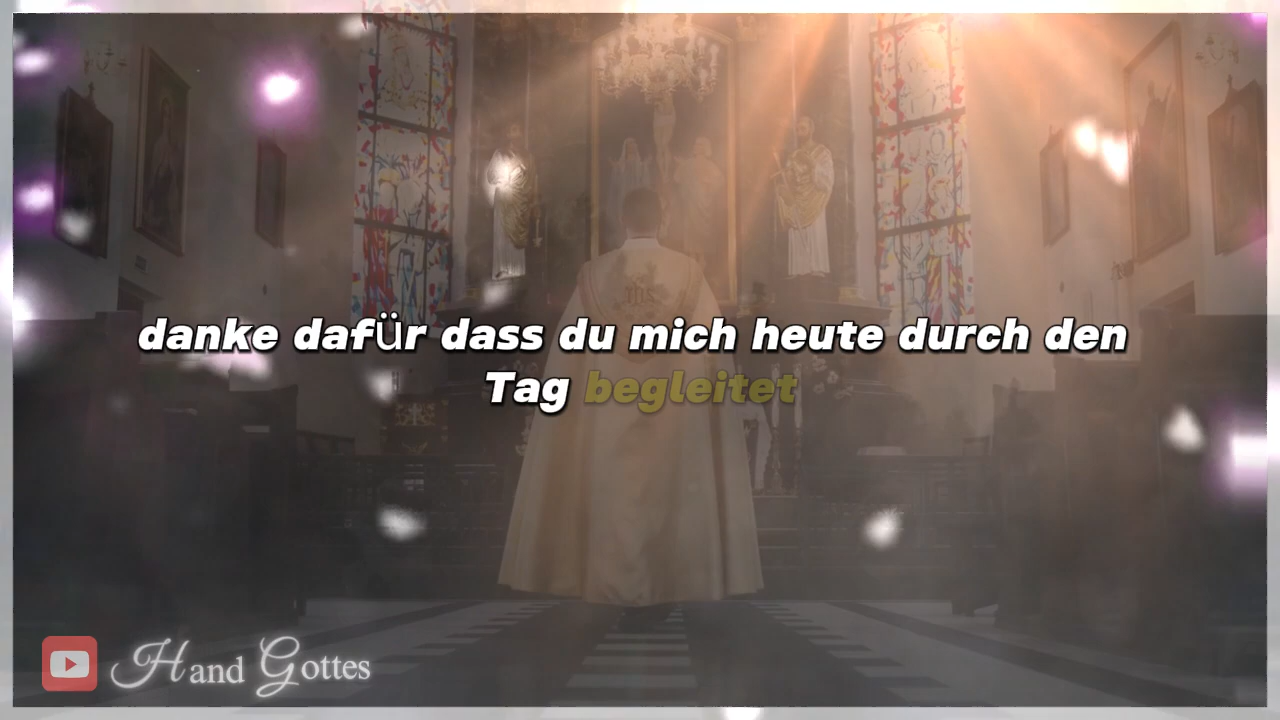 danke dafür dass du mich heute durch den
Tag begleitet
Hand Gottes